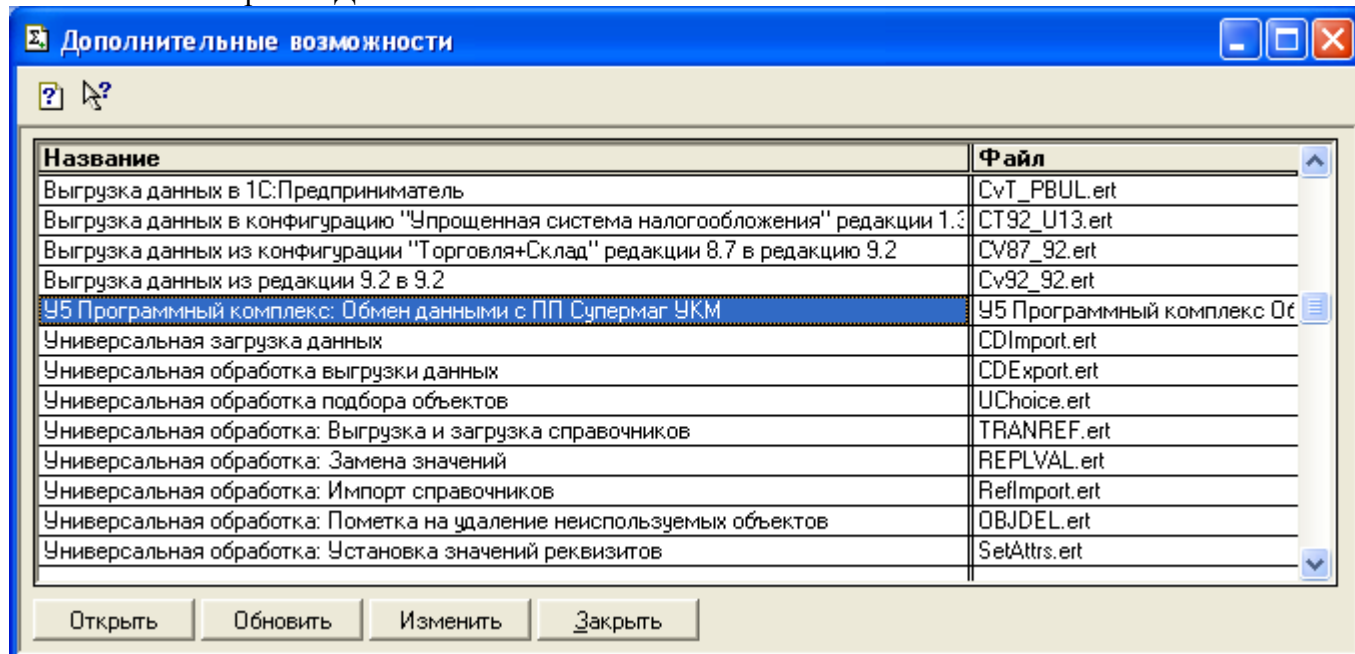 Дополнительные возможности
Название Файл
Выгрузка данных в 1С:Предприниматель CvT_PBUL.ert
Выгрузка данных в конфигурацию "Упрощенная система налогообложения" редакции 1.3 CT92_U13.ert
Выгрузка данных из конфигурации "Торговля+Склад" редакции 8.7 в редакцию 9.2 CV87_92.ert
Выгрузка данных из редакции 9.2 в 9.2 Cv92_92.ert
У5 Программный комплекс: Обмен данными с ПП Супермаг УКМ У5 Программный комплекс Об
Универсальная загрузка данных CDImport.ert
Универсальная обработка выгрузки данных CDExport.ert
Универсальная обработка подбора объектов UChoice.ert
Универсальная обработка: Выгрузка и загрузка справочников TRANREF.ert
Универсальная обработка: Замена значений REPLVAL.ert
Универсальная обработка: Импорт справочников RefImport.ert
Универсальная обработка: Пометка на удаление неиспользуемых объектов OBJDEL.ert
Универсальная обработка: Установка значений реквизитов SetAttrs.ert
Открыть Обновить Изменить Закрыть